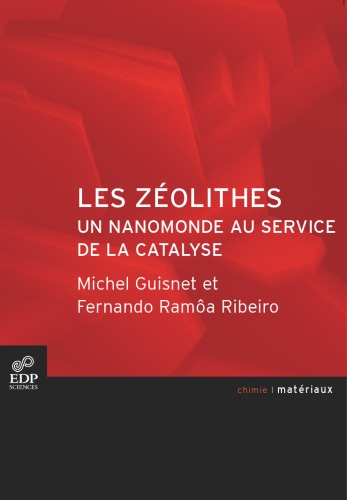 LES ZÉOLITHES
UN NANOMONDE AU SERVICE
DE LA CATALYSE
Michel Guisnet et
Fernando Ramôa Ribeiro
EDP
SCIENCES
chimie | matériaux